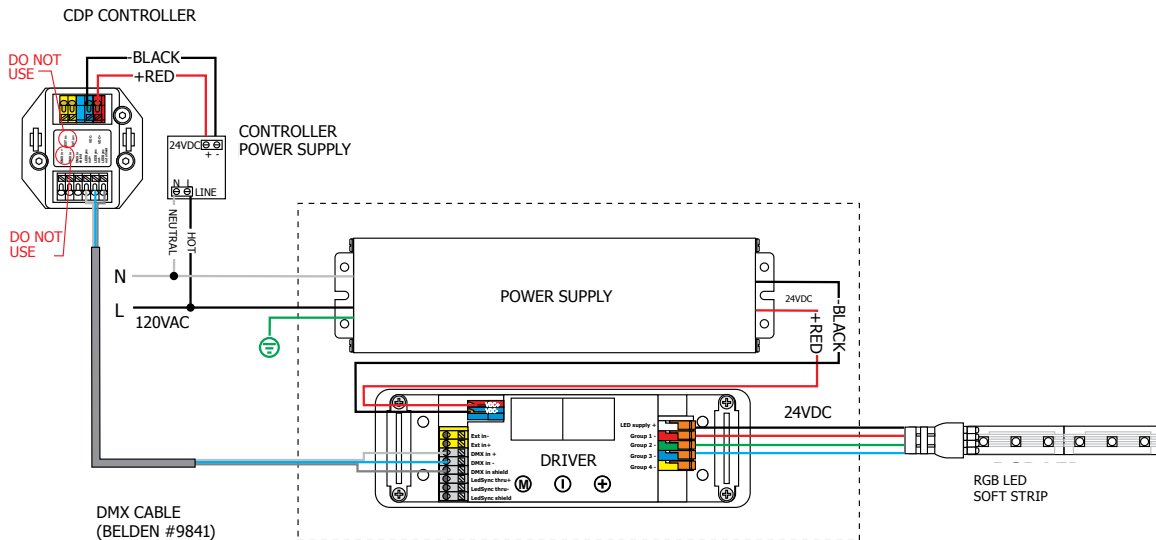 CDP CONTROLLER
DO NOT
USE
-BLACK
+RED
24VDC
+ -
CONTROLLER
POWER SUPPLY
N L
LINE
NEUTRAL
HOT
DO NOT
USE
N
L
120VAC
POWER SUPPLY
24VDC
-BLACK
+RED
24VDC
Ext in-
Ext in+
DMX in +
DMX in -
DMX in shield
LedSync thru+
LedSync thru-
LedSync shield
DRIVER
M
LED supply +
Group 1 -
Group 2 -
Group 3 -
Group 4 -
RGB LED
SOFT STRIP
DMX CABLE
(BELDEN #9841)